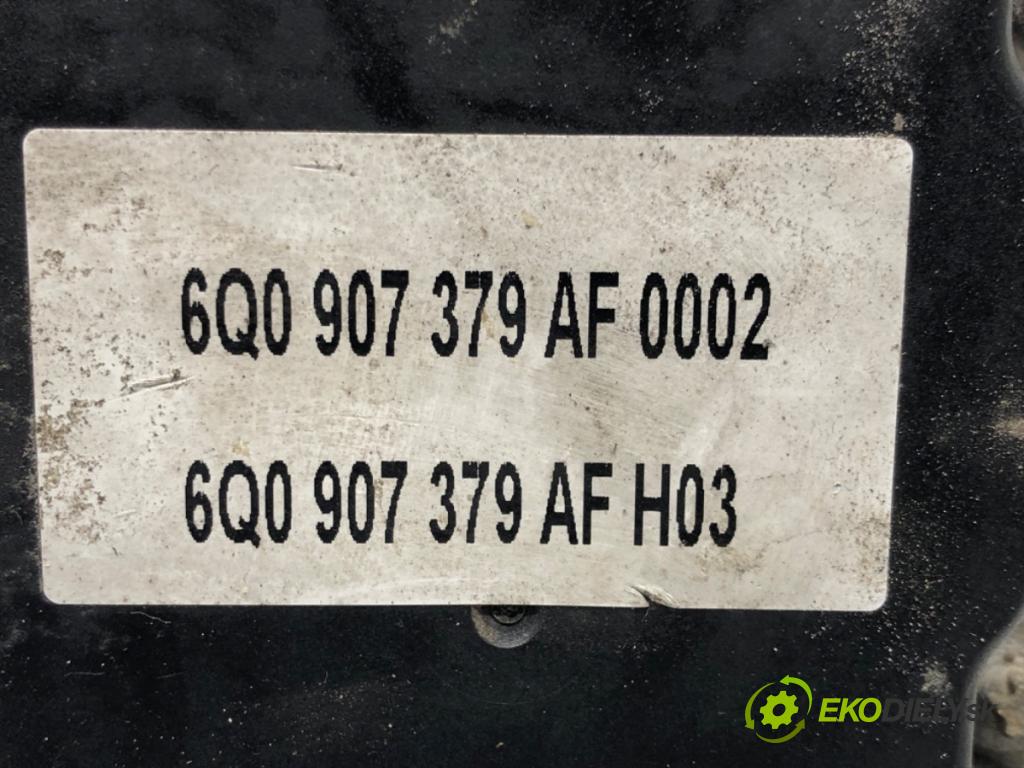 6Q0 907 379 AF 0002
6Q0 907 379 AF H03
EKODIELY.sk